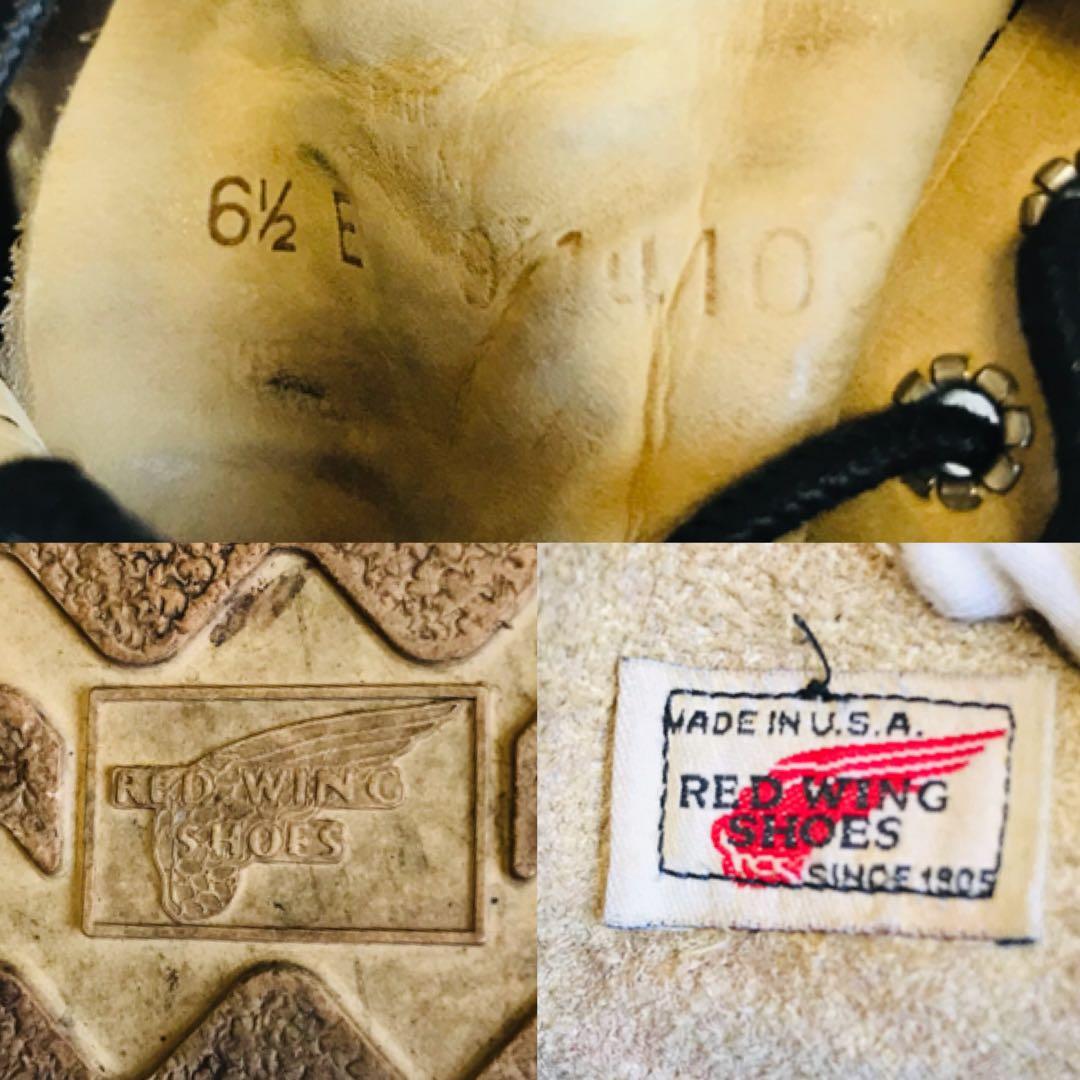 6½ E
RED WING
SHOES
MADE IN U.S.A.
RED WING
SHOES
SINCE 1905